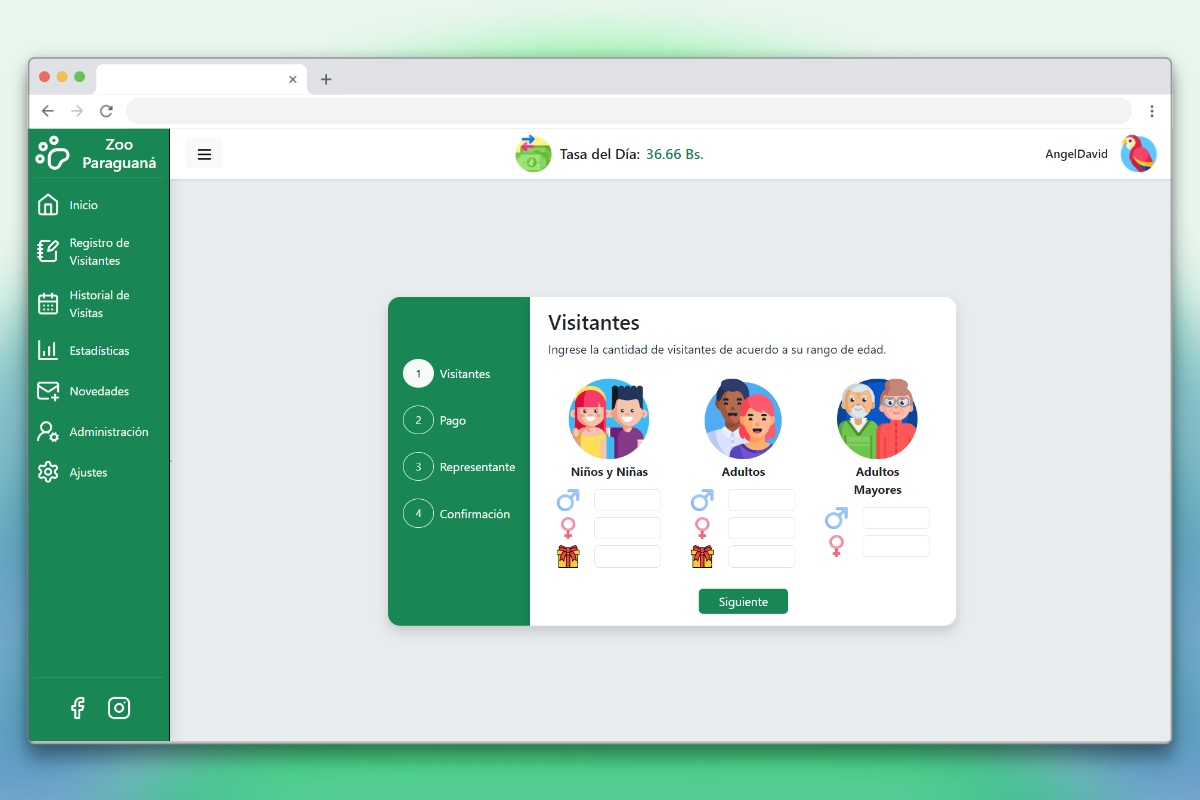 Zoo
Paraguaná
Tasa del Día: 36.66 Bs.
AngelDavid
Inicio
Registro de
Visitantes
Historial de
Visitas
Estadísticas
Novedades
Administración
Ajustes
1 Visitantes
2 Pago
3 Representante
4 Confirmación
Visitantes
Ingrese la cantidad de visitantes de acuerdo a su rango de edad.
Niños y Niñas
Adultos
Adultos
Mayores
Siguiente